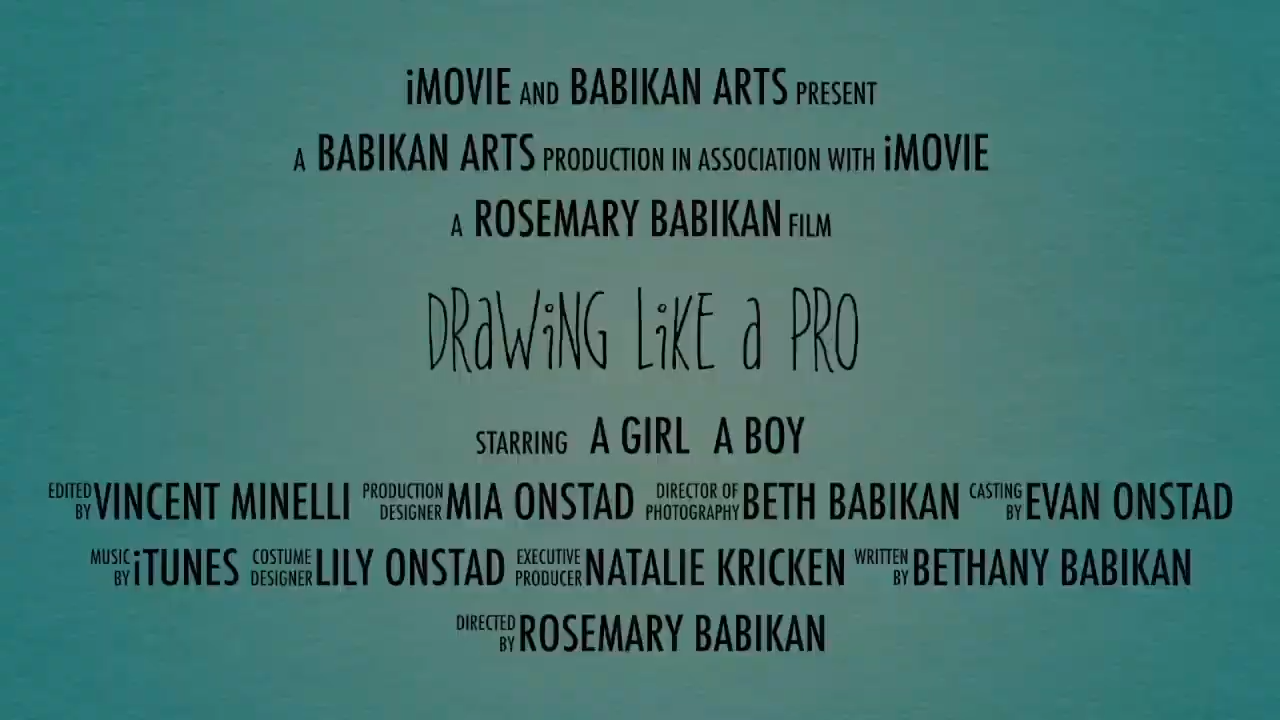 iMOVIE AND BABIKAN ARTS PRESENT
A BABIKAN ARTS PRODUCTION IN ASSOCIATION WITH iMOVIE
A ROSEMARY BABIKAN FILM
DRaWiNG LiKE a PRO
STARRING A GIRL A BOY
EDITED BY VINCENT MINELLI PRODUCTION DESIGNER MIA ONSTAD DIRECTOR OF PHOTOGRAPHY BETH BABIKAN CASTING BY EVAN ONSTAD
MUSIC BY iTUNES COSTUME DESIGNER LILY ONSTAD EXECUTIVE PRODUCER NATALIE KRICKEN WRITTEN BY BETHANY BABIKAN
DIRECTED BY ROSEMARY BABIKAN